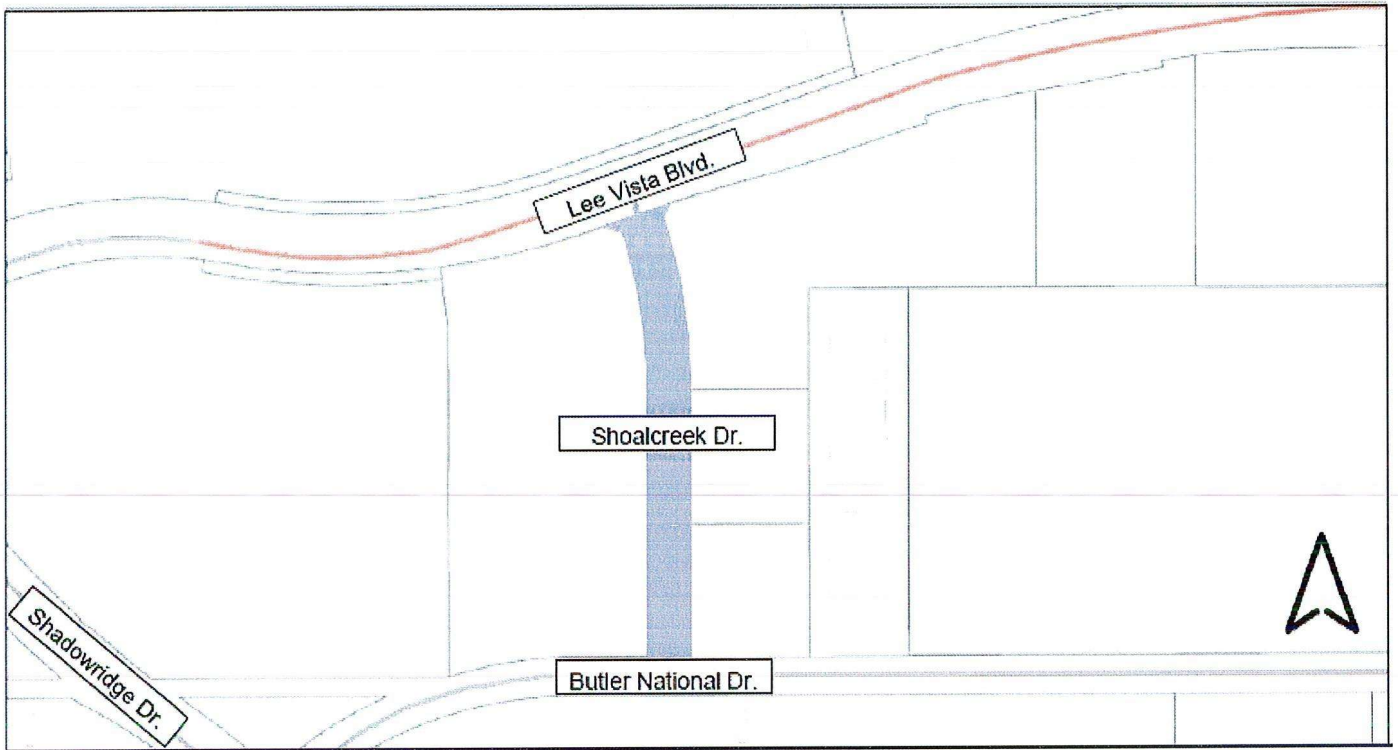 Lee Vista Blvd.
Shoalcreek Dr.
Shadowridge Dr.
Butler National Dr.